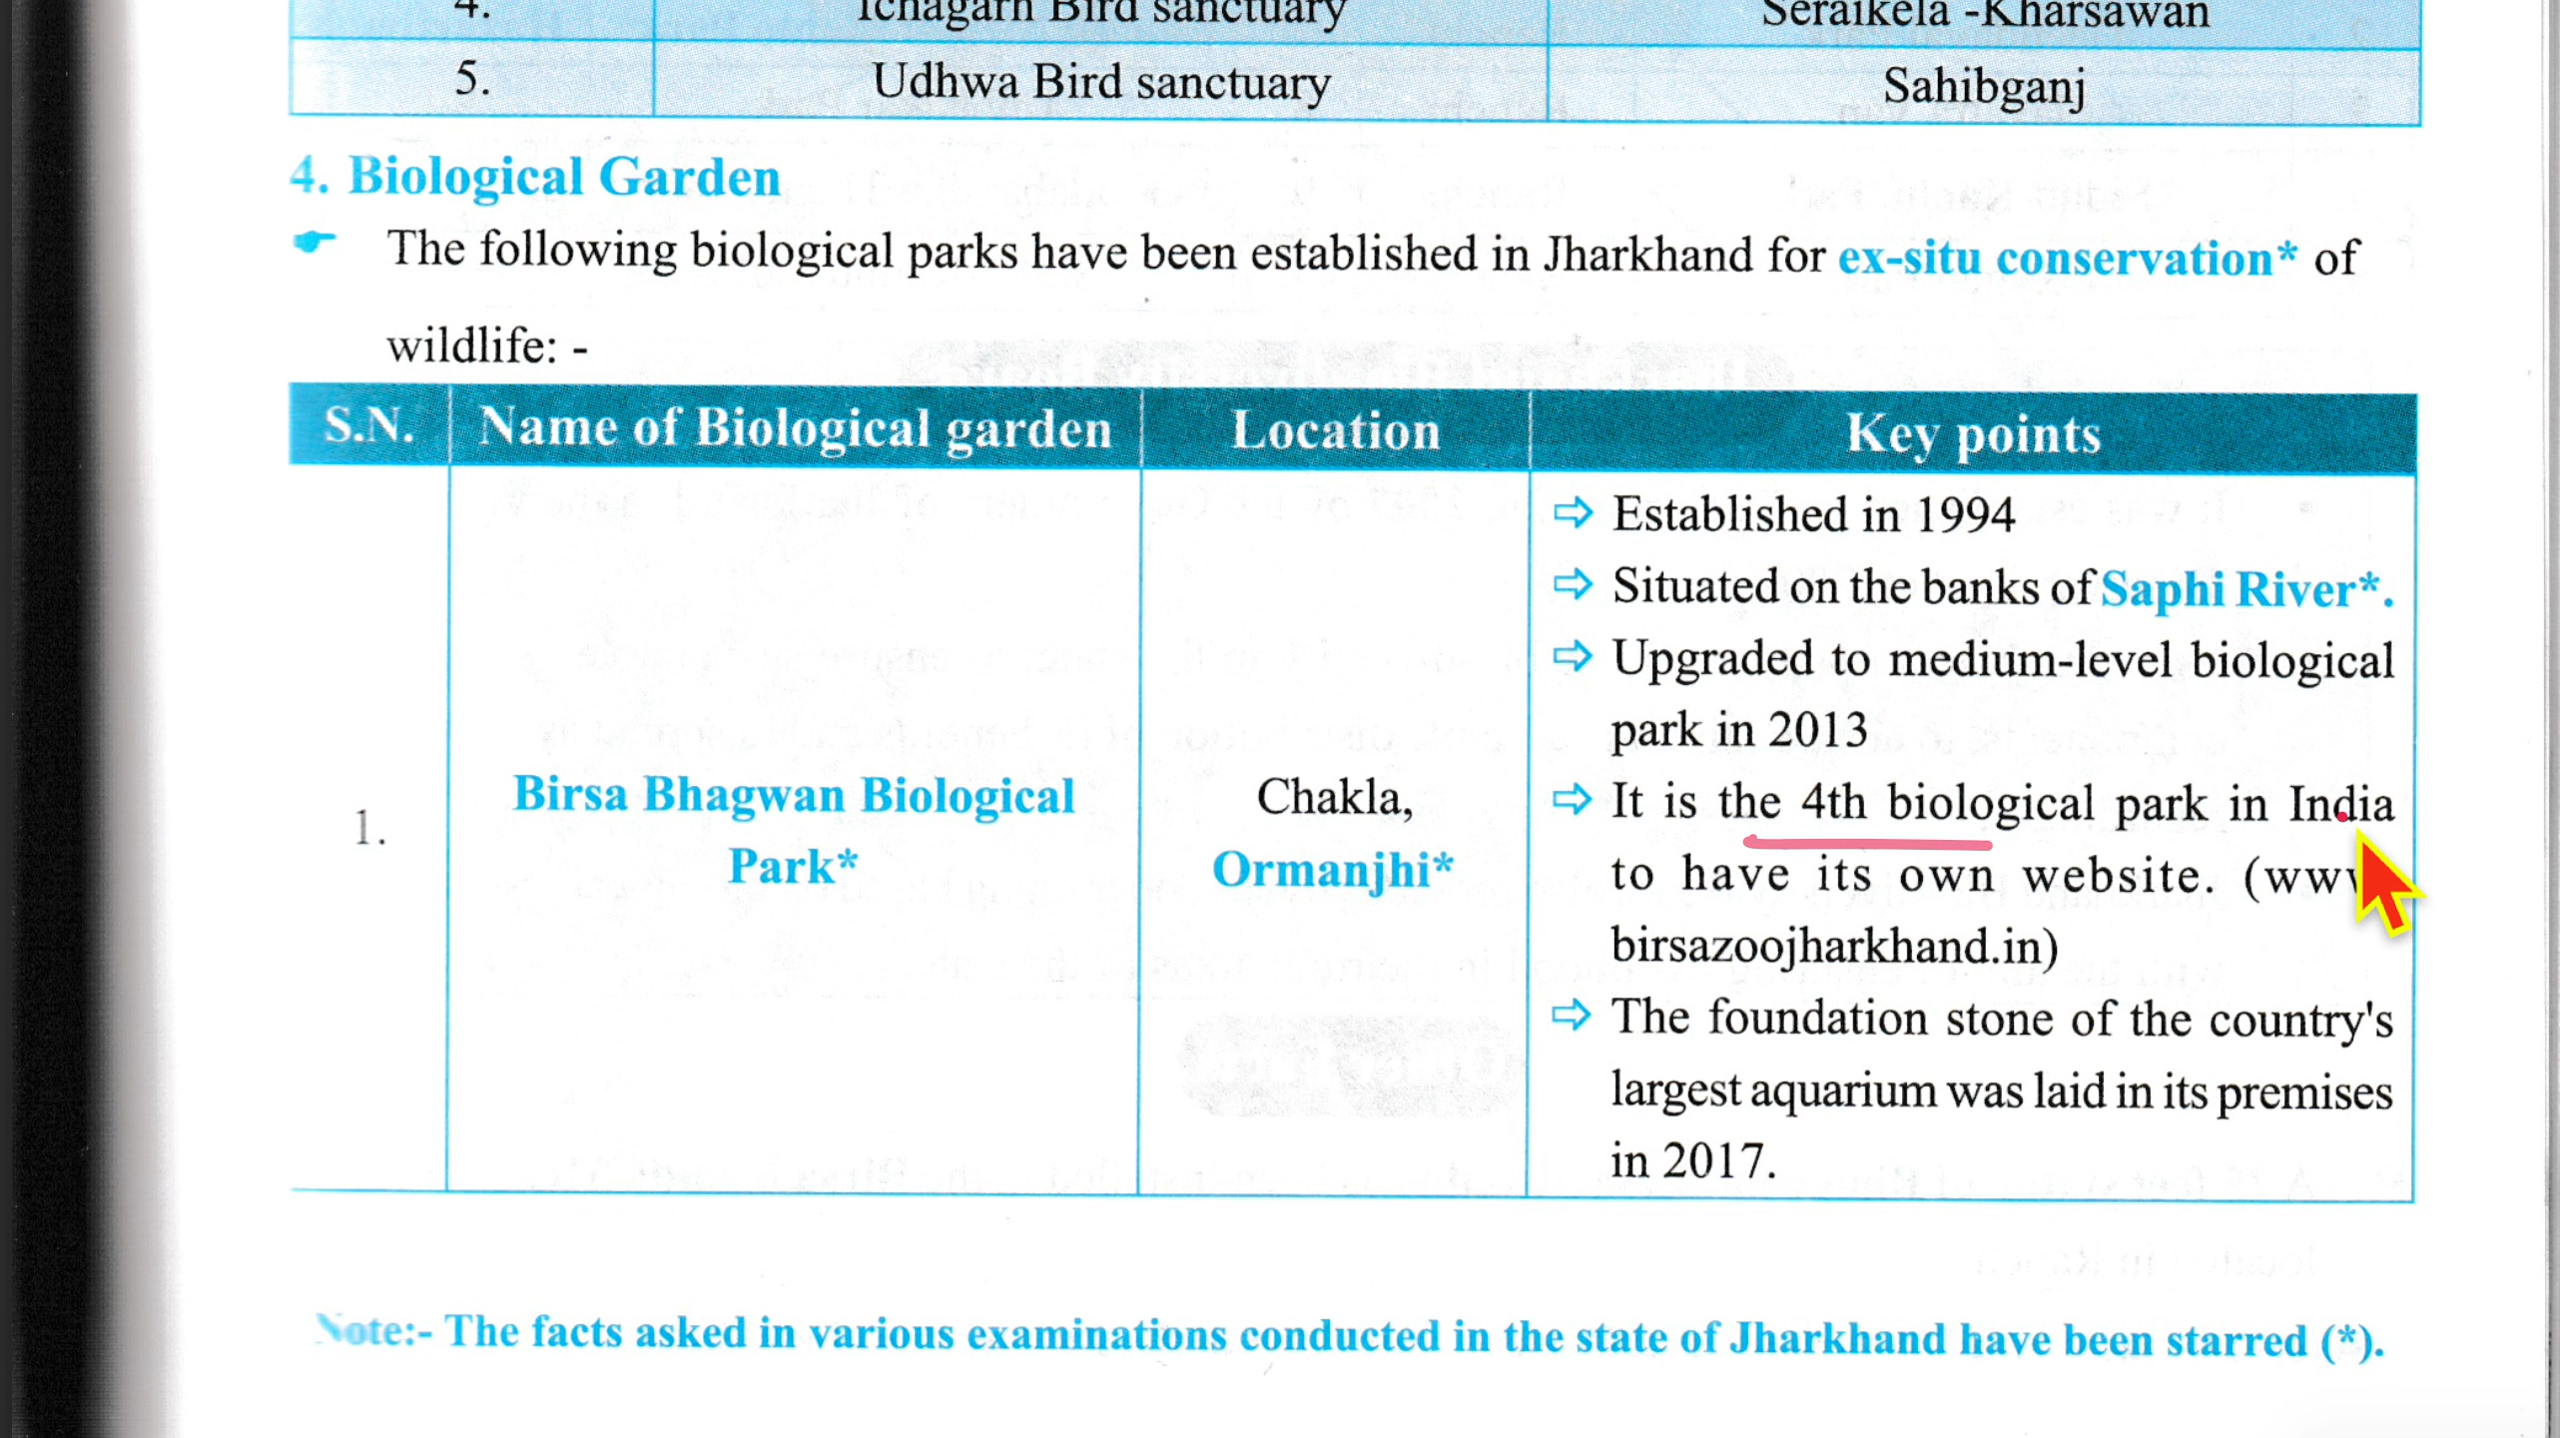 4. Ichagarh Bird sanctuary Seraikela -Kharsawan
5. Udhwa Bird sanctuary Sahibganj
4. Biological Garden
The following biological parks have been established in Jharkhand for ex-situ conservation* of
wildlife: -
S.N. Name of Biological garden Location Key points
1.
Birsa Bhagwan Biological
Park*
Chakla,
Ormanjhi*
⇨ Established in 1994
⇨ Situated on the banks of Saphi River*.
⇨ Upgraded to medium-level biological
park in 2013
⇨ It is the 4th biological park in India
to have its own website. (www
birsazoojharkhand.in)
⇨ The foundation stone of the country's
largest aquarium was laid in its premises
in 2017.
Note:- The facts asked in various examinations conducted in the state of Jharkhand have been starred (*).